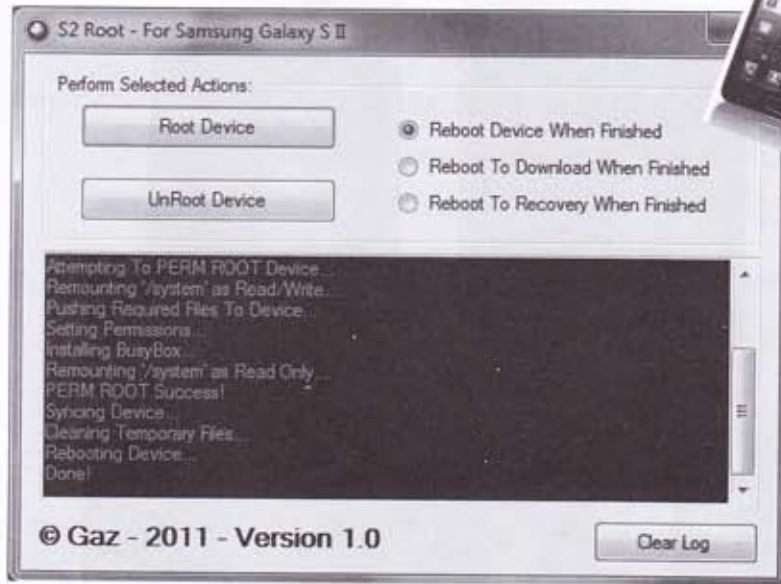 S2 Root - For Samsung Galaxy S II
Perform Selected Actions:
Root Device
Reboot Device When Finished
Reboot To Download When Finished
UnRoot Device
Reboot To Recovery When Finished
Attempting To PERM ROOT Device...
Remounting '/system' as Read/Write...
Pushing Required Files To Device...
Setting Permissions...
Installing BusyBox...
Remounting '/system' as Read Only...
PERM ROOT Success!
Syncing Device...
Cleaning Temporary Files...
Rebooting Device...
Done!
© Gaz - 2011 - Version 1.0
Clear Log